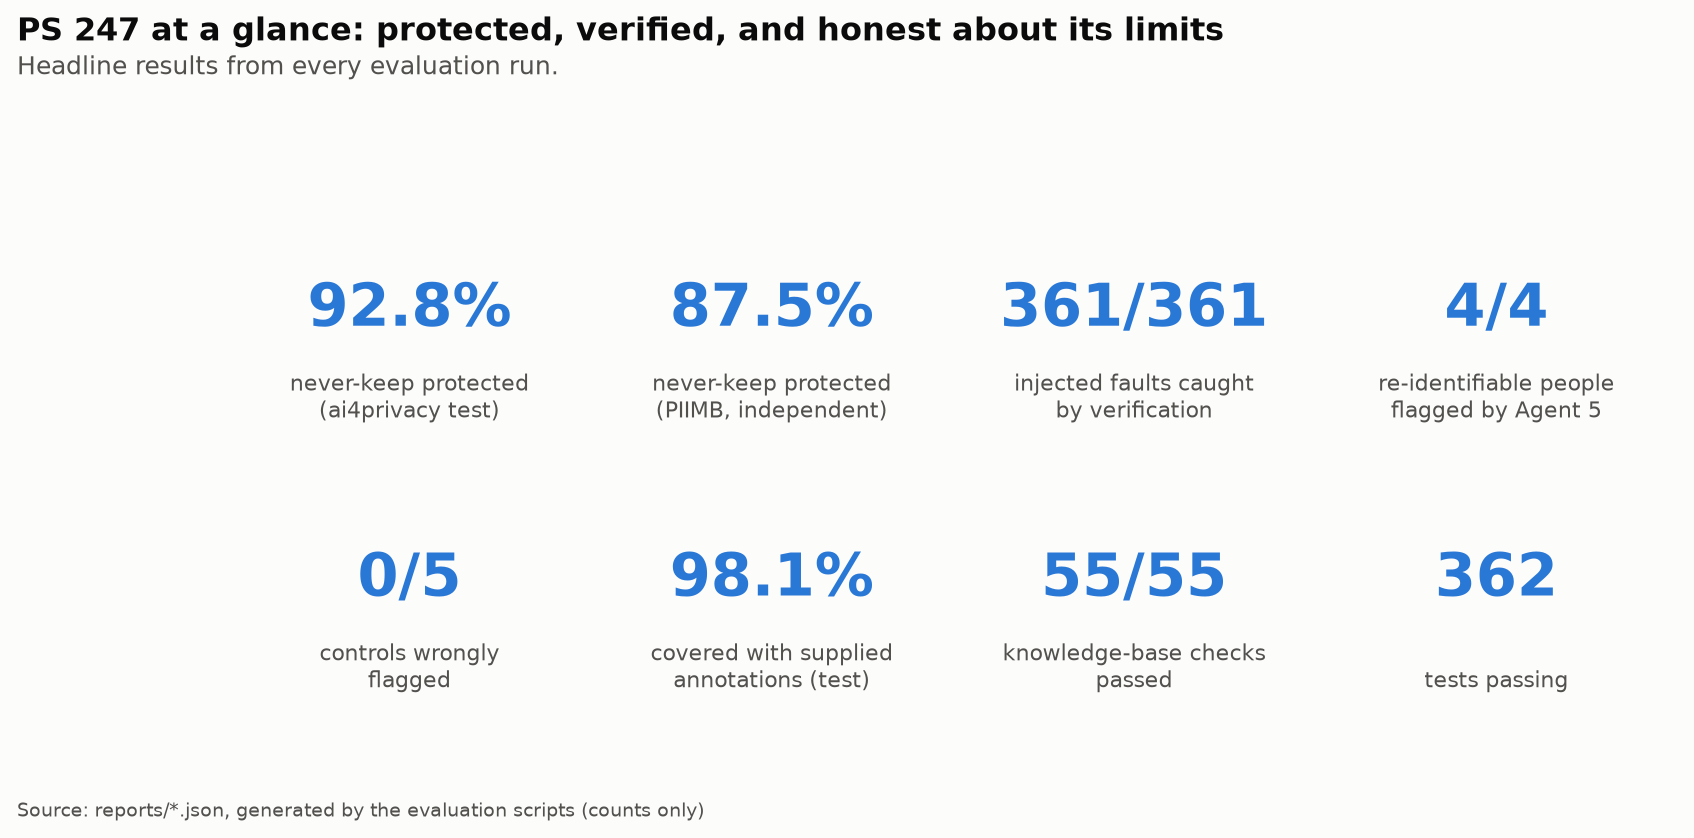 PS 247 at a glance: protected, verified, and honest about its limits
Headline results from every evaluation run.
92.8%
never-keep protected
(ai4privacy test)
87.5%
never-keep protected
(PIIMB, independent)
361/361
injected faults caught
by verification
4/4
re-identifiable people
flagged by Agent 5
0/5
controls wrongly
flagged
98.1%
covered with supplied
annotations (test)
55/55
knowledge-base checks
passed
362
tests passing
Source: reports/*.json, generated by the evaluation scripts (counts only)